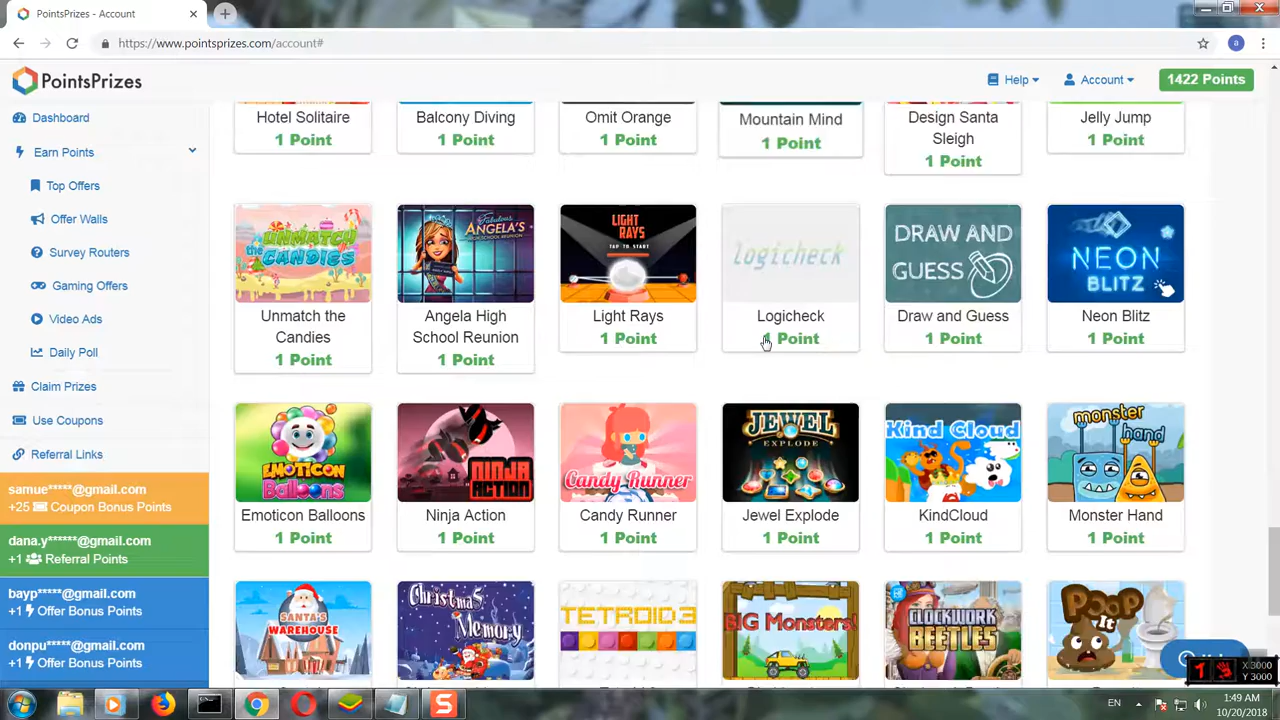 PointsPrizes - Account
https://www.pointsprizes.com/account#
a
PointsPrizes
Help
Account
1422 Points
Dashboard
Earn Points
Top Offers
Offer Walls
Survey Routers
Gaming Offers
Video Ads
Daily Poll
Claim Prizes
Use Coupons
Referral Links
samue*****@gmail.com
+25 Coupon Bonus Points
dana.y******@gmail.com
+1 Referral Points
bayp*****@gmail.com
+1 Offer Bonus Points
donpu*****@gmail.com
+1 Offer Bonus Points
Hotel Solitaire
1 Point
Balcony Diving
1 Point
Omit Orange
1 Point
Mountain Mind
1 Point
Design Santa
Sleigh
1 Point
Jelly Jump
1 Point
UNMATCH
the CANDIES
Unmatch the
Candies
1 Point
Fabulous
ANGELA'S
HIGH SCHOOL REUNION
Angela High
School Reunion
1 Point
LIGHT
RAYS
TAP TO START
Light Rays
1 Point
logicheck
Logicheck
1 Point
DRAW AND
GUESS
Draw and Guess
1 Point
NEON
BLITZ
Neon Blitz
1 Point
EMOTICON
Balloons
Emoticon Balloons
1 Point
NINJA
ACTION
Ninja Action
1 Point
Candy Runner
Candy Runner
1 Point
JEWEL
EXPLODE
Jewel Explode
1 Point
Kind Cloud
KindCloud
1 Point
monster
hand
Monster Hand
1 Point
SANTA'S
WAREHOUSE
Christmas
Memory
TETROID 3
BIG Monsters!
CLOCKWORK
BEETLES
POOP
It
X:3000
Y:3000
EN
1:49 AM
10/20/2018